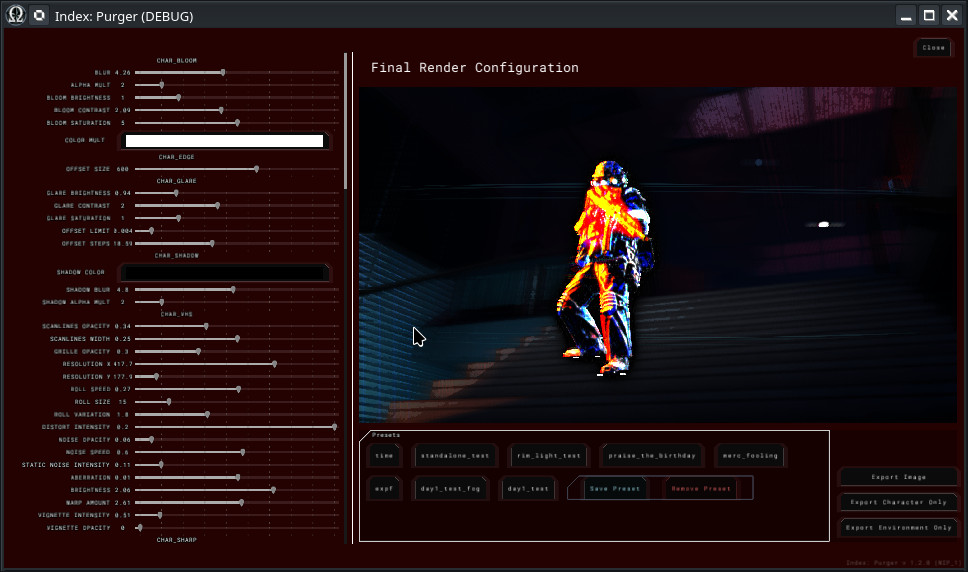 Index: Purger (DEBUG)
Close
CHAR_BLOOM
BLUR 4.26
ALPHA MULT 2
BLOOM BRIGHTNESS 1
BLOOM CONTRAST 2.09
BLOOM SATURATION 5
COLOR MULT
CHAR_EDGE
OFFSET SIZE 600
CHAR_GLARE
GLARE BRIGHTNESS 0.94
GLARE CONTRAST 2
GLARE SATURATION 1
OFFSET LIMIT 0.004
OFFSET STEPS 18.59
CHAR_SHADOW
SHADOW COLOR
SHADOW BLUR 4.8
SHADOW ALPHA MULT 2
CHAR_VHS
SCANLINES OPACITY 0.34
SCANLINES WIDTH 0.25
GRILLE OPACITY 0.3
RESOLUTION X 417.7
RESOLUTION Y 177.9
ROLL SPEED 0.27
ROLL SIZE 15
ROLL VARIATION 1.8
DISTORT INTENSITY 0.2
NOISE OPACITY 0.06
NOISE SPEED 0.6
STATIC NOISE INTENSITY 0.11
ABERRATION 0.01
BRIGHTNESS 2.06
WARP AMOUNT 2.61
VIGNETTE INTENSITY 0.51
VIGNETTE OPACITY 0
CHAR_SHARP
Final Render Configuration
Presets
time standalone_test rim_light_test praise_the_birthday merc_fooling
espf day1_test_fog day1_test Save Preset Remove Preset
Export Image
Export Character Only
Export Environment Only
Index: Purger v 1.2.0 (WIP_1)